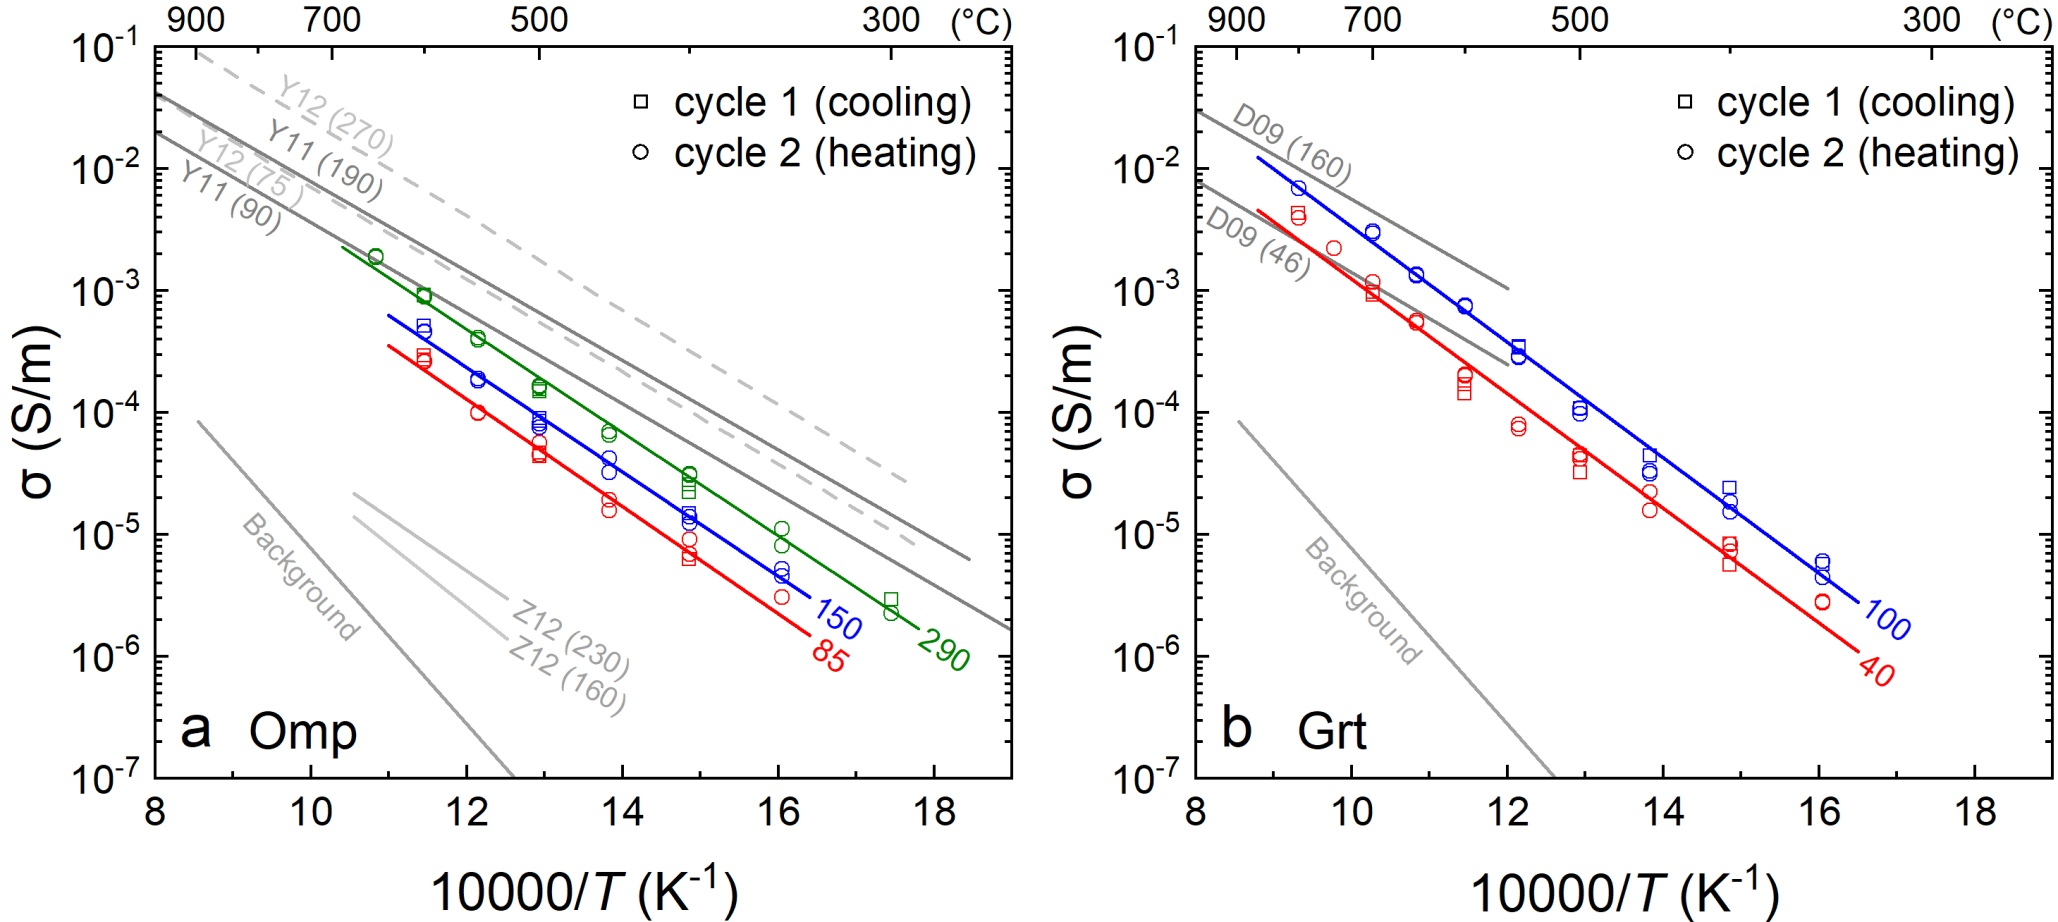 900 700 500 300 (°C)
10⁻¹
10⁻²
10⁻³
10⁻⁴
10⁻⁵
10⁻⁶
10⁻⁷
σ (S/m)
cycle 1 (cooling)
cycle 2 (heating)
Y12 (270)
Y11 (190)
Y12 (75)
Y11 (90)
Background
Z12 (230)
Z12 (160)
150
85
290
a Omp
8 10 12 14 16 18
10000/T (K⁻¹)
900 700 500 300 (°C)
10⁻¹
10⁻²
10⁻³
10⁻⁴
10⁻⁵
10⁻⁶
10⁻⁷
σ (S/m)
cycle 1 (cooling)
cycle 2 (heating)
D09 (160)
D09 (46)
Background
100
40
b Grt
8 10 12 14 16 18
10000/T (K⁻¹)